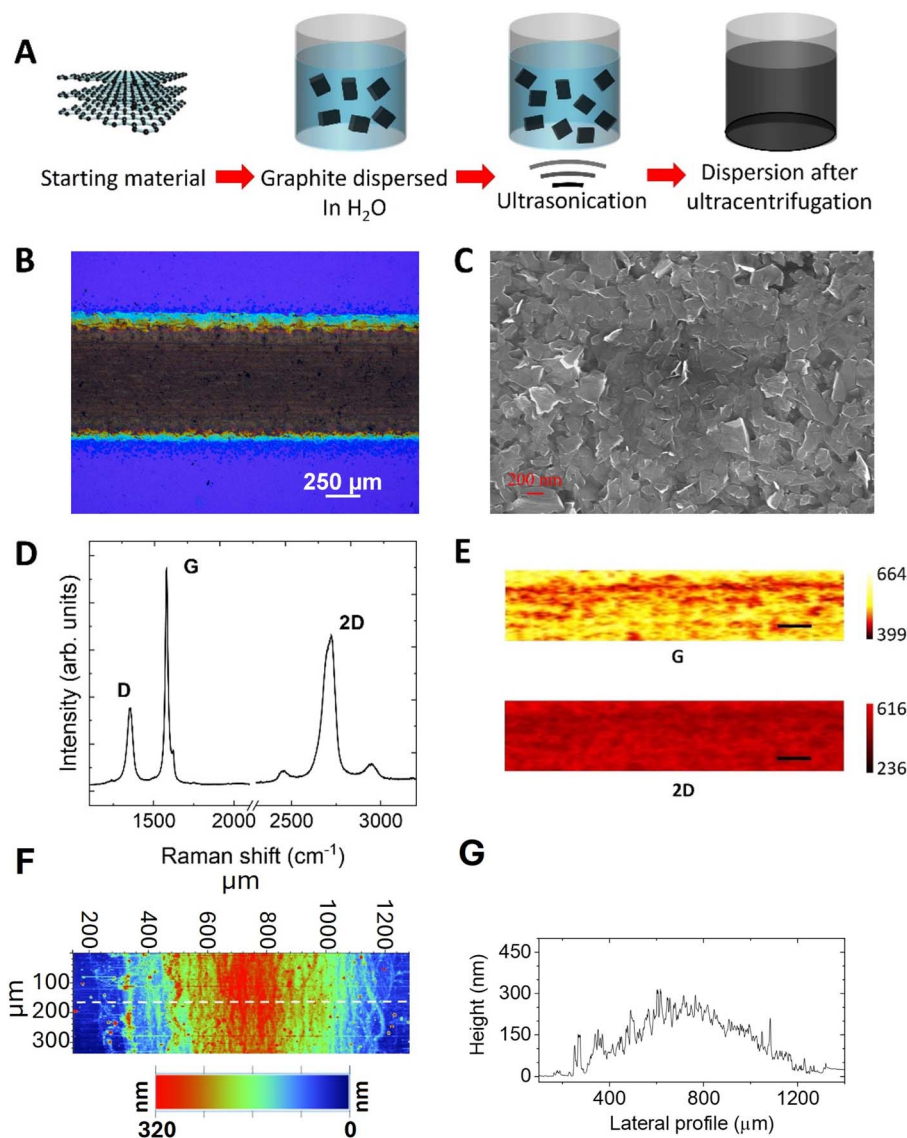 A
Starting material
Graphite dispersed
In H₂O
Ultrasonication
Dispersion after
ultracentrifugation
B
250 µm
C
200 nm
D
Intensity (arb. units)
D
G
2D
1500
2000
2500
3000
Raman shift (cm⁻¹)
E
664
399
G
616
236
2D
F
µm
200
400
600
800
1000
1200
µm
100
200
300
nm
nm
320
0
G
Height (nm)
450
300
150
0
400
800
1200
Lateral profile (µm)